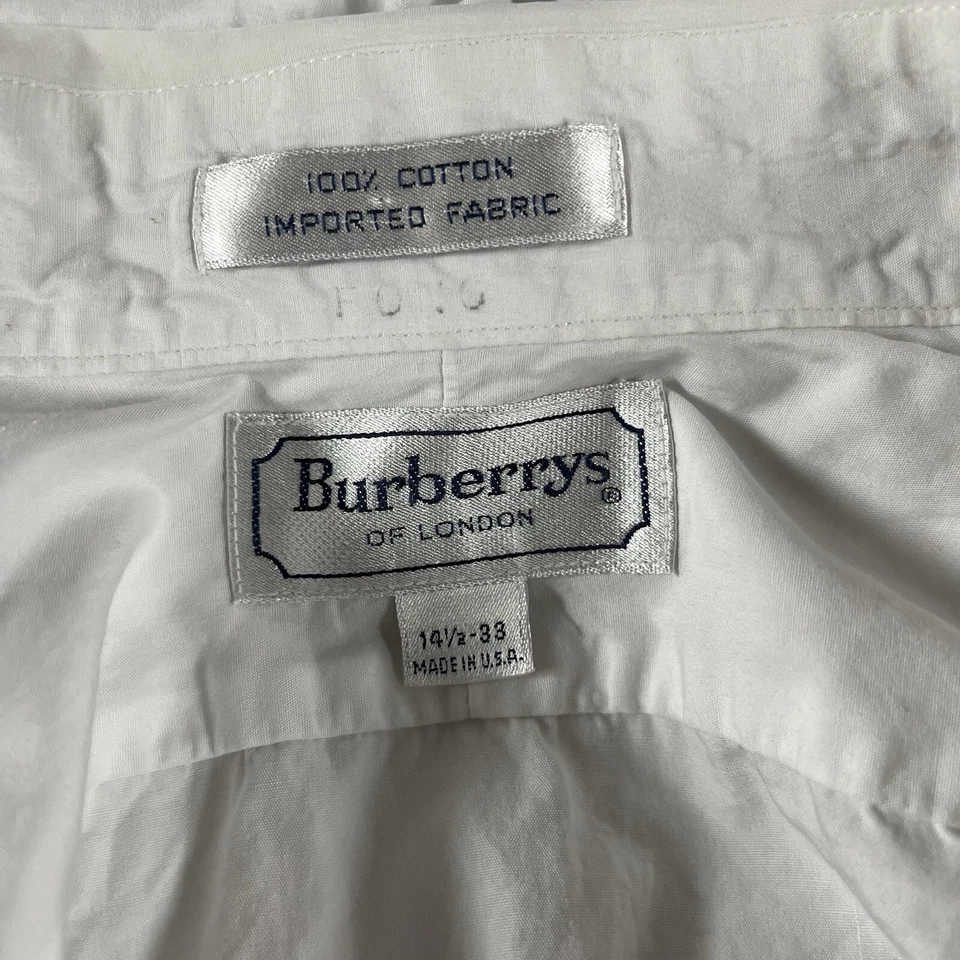 100% COTTON
IMPORTED FABRIC
Burberrys®
OF LONDON
14½-33
MADE IN U.S.A.